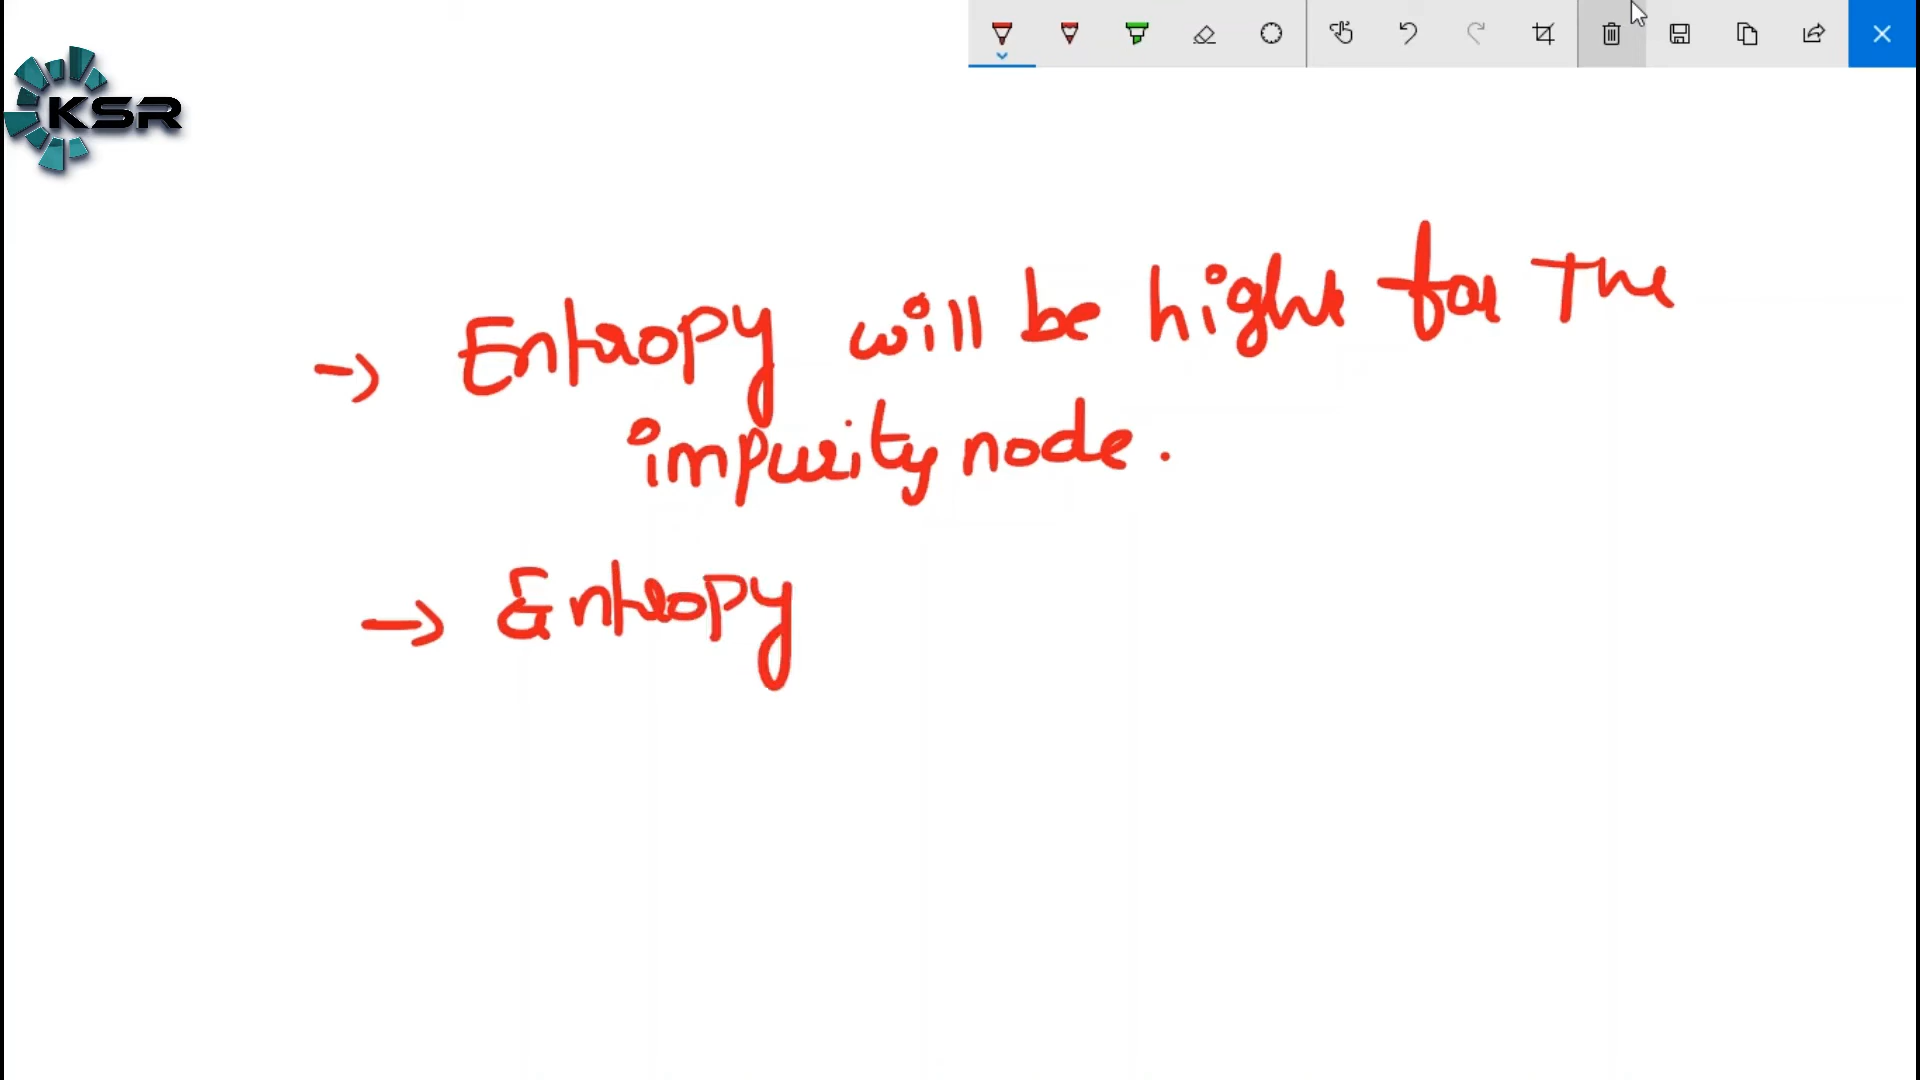 KSR
→ Entropy will be high for the
impurity node.
→ Entropy